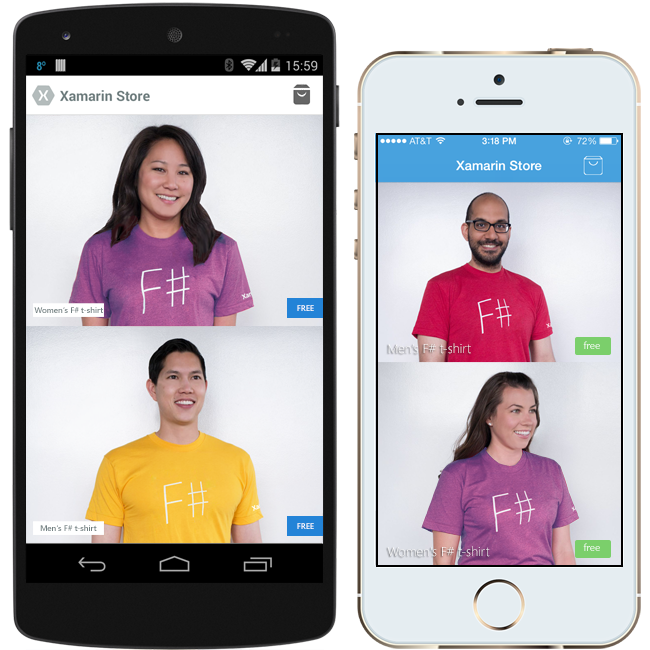 8° 15:59
Xamarin Store
F#
Women's F# t-shirt
FREE
F#
Men's F# t-shirt
FREE
AT&T 3:18 PM 72%
Xamarin Store
F#
Men's F# t-shirt
free
F#
Women's F# t-shirt
free